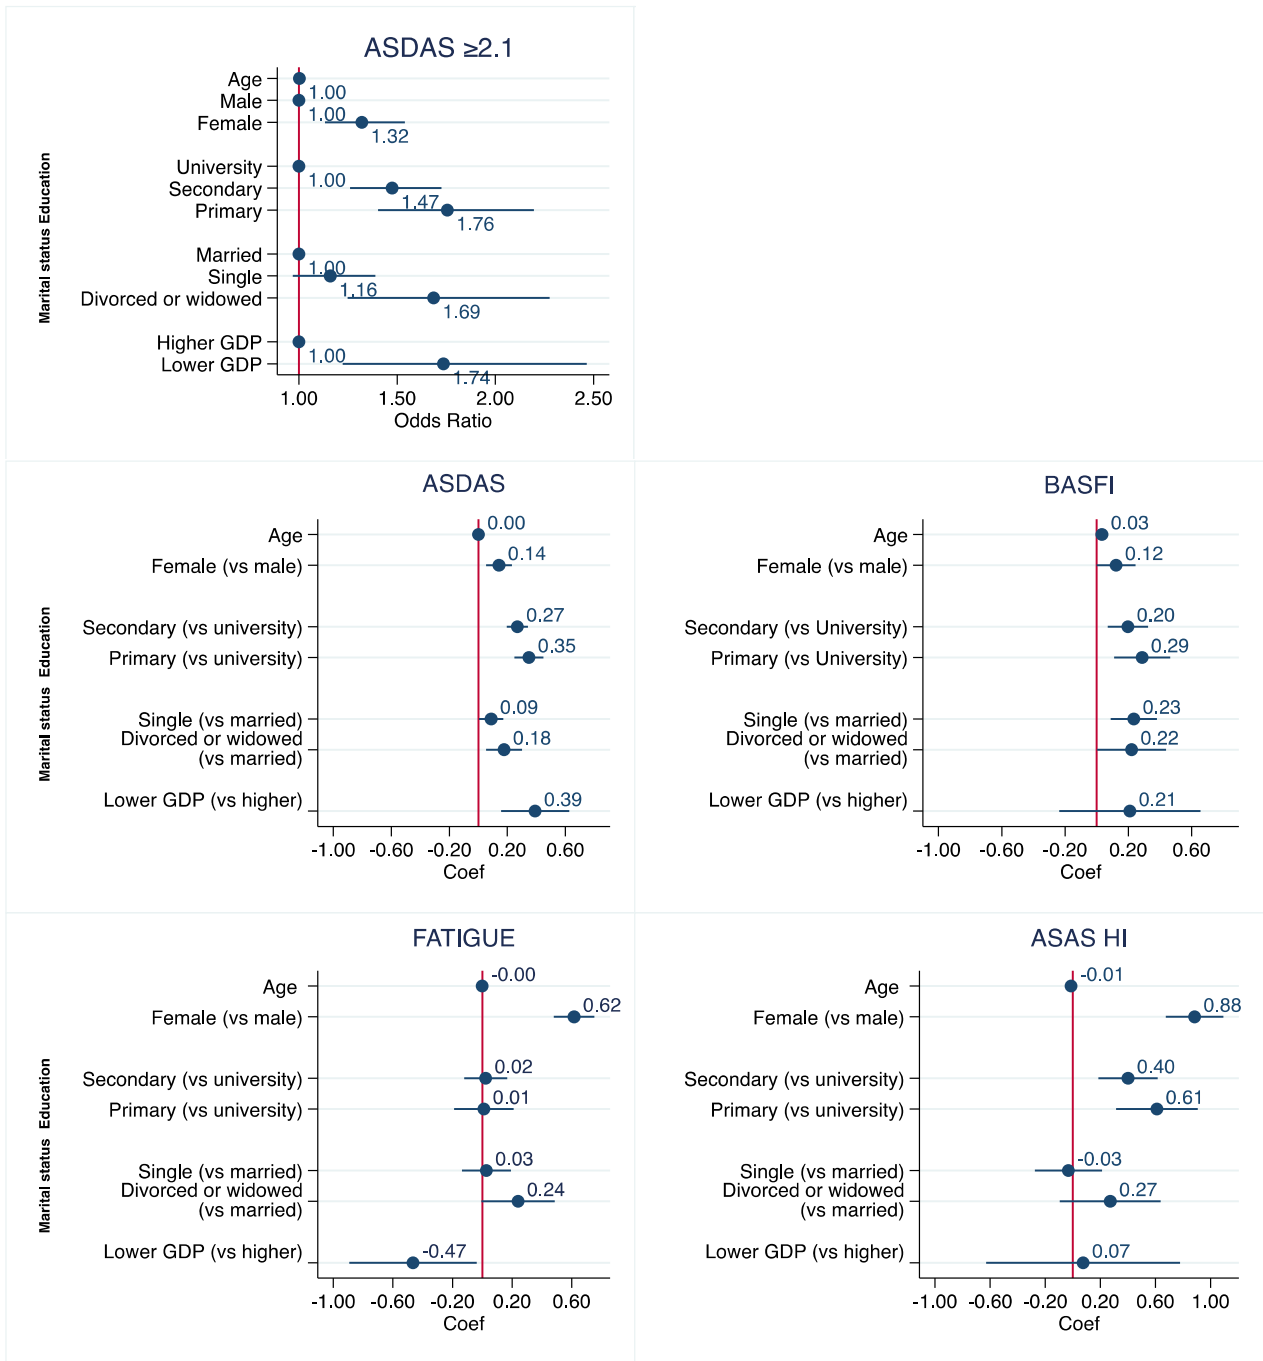 ASDAS ≥2.1
Age
1.00
Male
1.00
Female
1.32
University
1.00
Secondary
1.47
Primary
1.76
Married
1.00
Single
1.16
Divorced or widowed
1.69
Higher GDP
1.00
Lower GDP
1.74
Marital status Education
1.00 1.50 2.00 2.50
Odds Ratio
ASDAS
Age
0.00
Female (vs male)
0.14
Secondary (vs university)
0.27
Primary (vs university)
0.35
Single (vs married)
0.09
Divorced or widowed
(vs married)
0.18
Lower GDP (vs higher)
0.39
Marital status Education
-1.00 -0.60 -0.20 0.20 0.60
Coef
BASFI
Age
0.03
Female (vs male)
0.12
Secondary (vs University)
0.20
Primary (vs University)
0.29
Single (vs married)
0.23
Divorced or widowed
(vs married)
0.22
Lower GDP (vs higher)
0.21
-1.00 -0.60 -0.20 0.20 0.60
Coef
FATIGUE
Age
-0.00
Female (vs male)
0.62
Secondary (vs university)
0.02
Primary (vs university)
0.01
Single (vs married)
0.03
Divorced or widowed
(vs married)
0.24
Lower GDP (vs higher)
-0.47
Marital status Education
-1.00 -0.60 -0.20 0.20 0.60
Coef
ASAS HI
Age
-0.01
Female (vs male)
0.88
Secondary (vs university)
0.40
Primary (vs university)
0.61
Single (vs married)
-0.03
Divorced or widowed
(vs married)
0.27
Lower GDP (vs higher)
0.07
-1.00 -0.60 -0.20 0.20 0.60 1.00
Coef